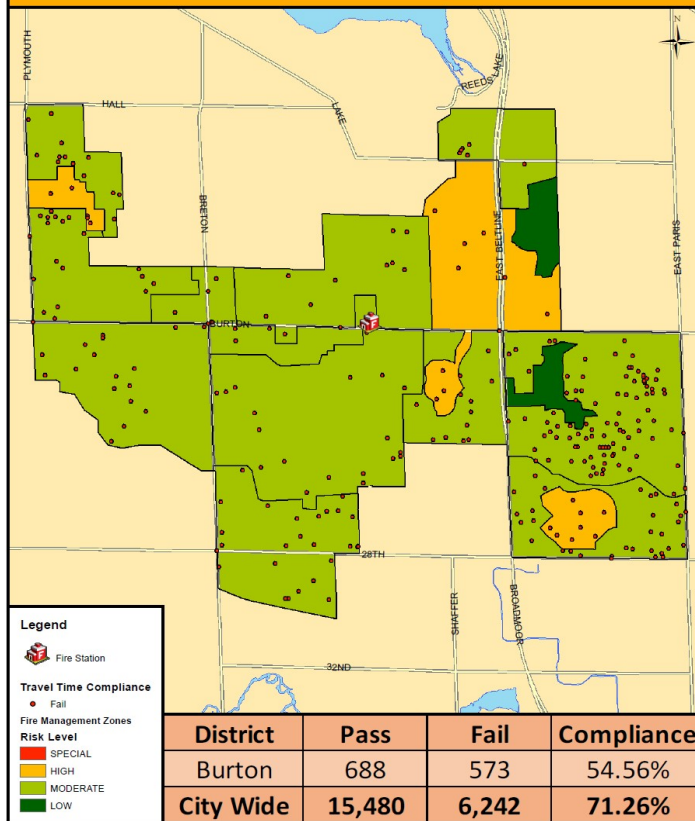 N
PLYMOUTH
REEDS LAKE
HALL
LAKE
BRETON
EAST BELTLINE
EAST PARIS
BURTON
28TH
SHAFFER
BROADMOOR
32ND
Legend
Fire Station
Travel Time Compliance
Fail
Fire Management Zones
Risk Level
SPECIAL
HIGH
MODERATE
LOW
District Pass Fail Compliance
Burton 688 573 54.56%
City Wide 15,480 6,242 71.26%